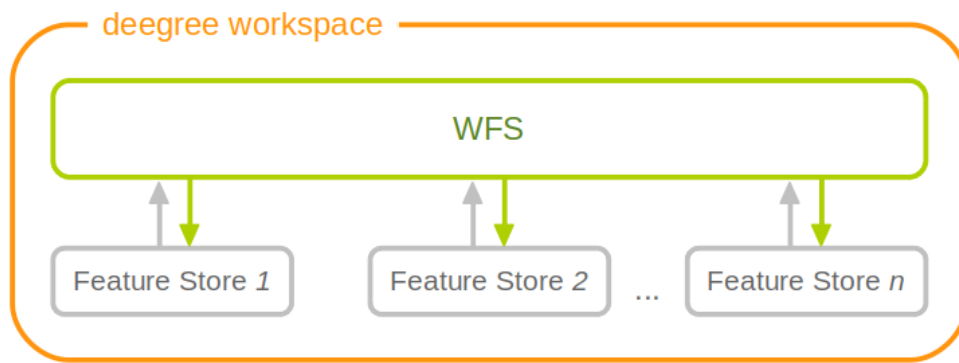 deegree workspace
WFS
Feature Store 1
Feature Store 2
...
Feature Store n